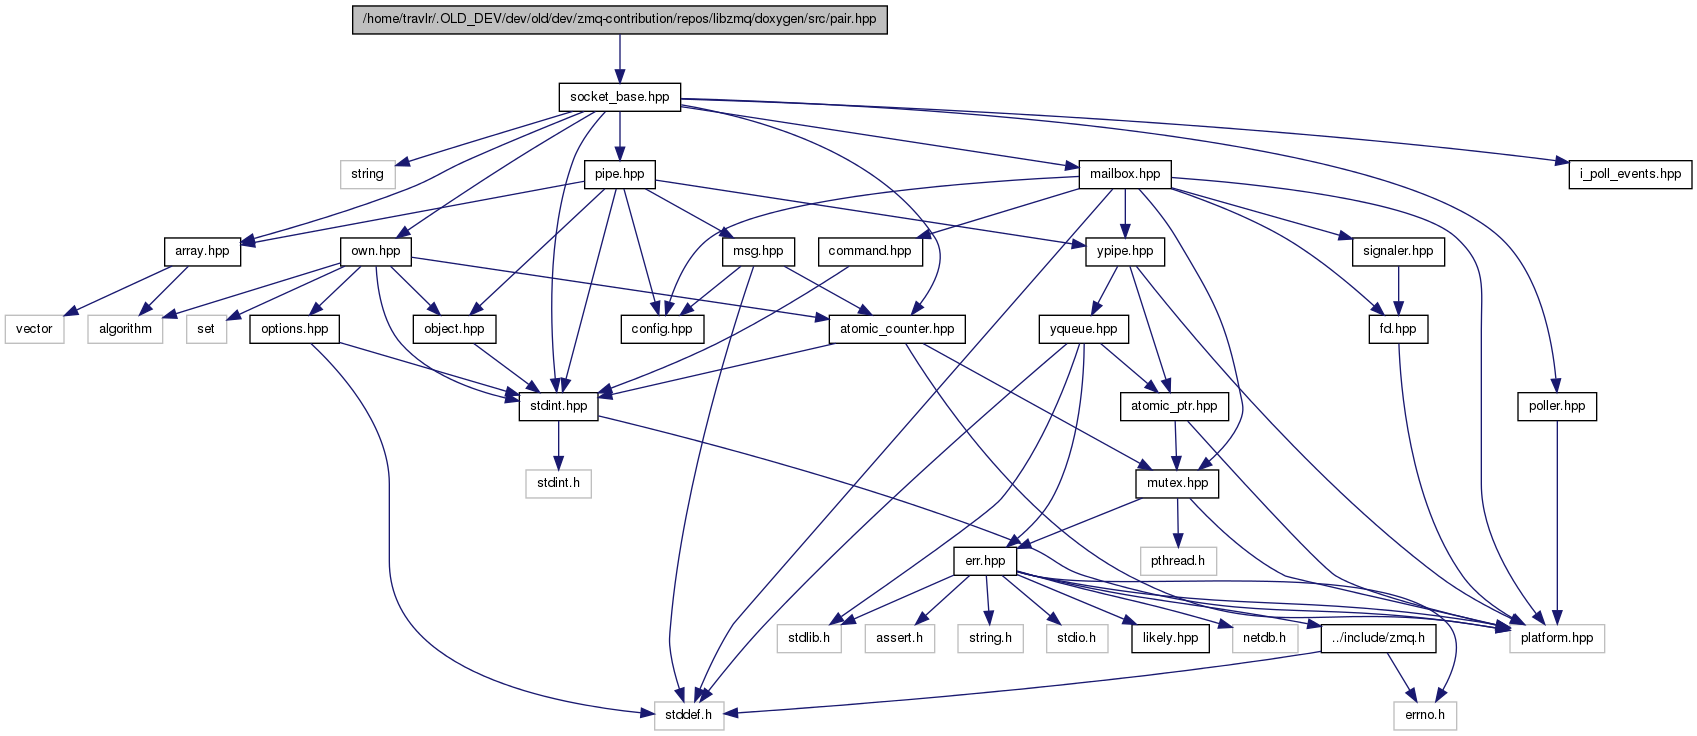 /home/travlr/.OLD_DEV/dev/old/dev/zmq-contribution/repos/libzmq/doxygen/src/pair.hpp
socket_base.hpp
string
pipe.hpp
mailbox.hpp
i_poll_events.hpp
array.hpp
own.hpp
msg.hpp
command.hpp
ypipe.hpp
signaler.hpp
vector
algorithm
set
options.hpp
object.hpp
config.hpp
atomic_counter.hpp
yqueue.hpp
fd.hpp
stdint.hpp
atomic_ptr.hpp
poller.hpp
stdint.h
mutex.hpp
err.hpp
pthread.h
stdlib.h
assert.h
string.h
stdio.h
likely.hpp
netdb.h
../include/zmq.h
platform.hpp
stddef.h
errno.h